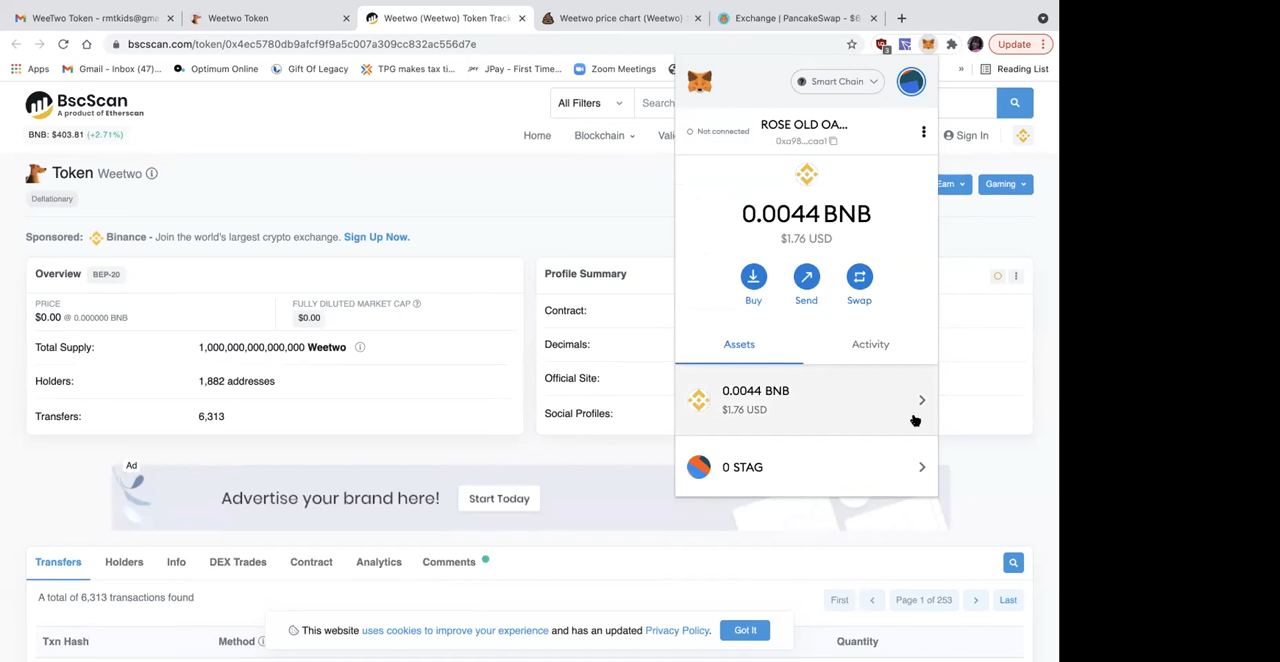 WeeTwo Token - rmtkids@gma
Weetwo Token
Weetwo (Weetwo) Token Track
Weetwo price chart (Weetwo)
Exchange | PancakeSwap - $6
bscscan.com/token/0x4ec5780db9afcf9f9a5c007a309cc832ac556d7e
3
Update
Apps
Gmail - Inbox (47)...
Optimum Online
Gift Of Legacy
TPG makes tax ti...
JPay - First Time...
Zoom Meetings
»
Reading List
BscScan
A product of Etherscan
BNB: $403.81 (+2.71%)
All Filters
Search
Home
Blockchain
Vali
Sign In
Token Weetwo
Deflationary
Earn
Gaming
Sponsored: Binance - Join the world's largest crypto exchange. Sign Up Now.
Overview BEP-20
PRICE
$0.00 @ 0.000000 BNB
FULLY DILUTED MARKET CAP
$0.00
Total Supply: 1,000,000,000,000,000 Weetwo
Holders: 1,882 addresses
Transfers: 6,313
Profile Summary
Contract:
Decimals:
Official Site:
Social Profiles:
Smart Chain
Not connected
ROSE OLD OA...
0xa98...caa1
0.0044 BNB
$1.76 USD
Buy
Send
Swap
Assets
Activity
0.0044 BNB
$1.76 USD
0 STAG
Ad
Advertise your brand here!
Start Today
Transfers
Holders
Info
DEX Trades
Contract
Analytics
Comments
A total of 6,313 transactions found
First
Page 1 of 253
Last
This website uses cookies to improve your experience and has an updated Privacy Policy.
Got It
Txn Hash
Method
Quantity